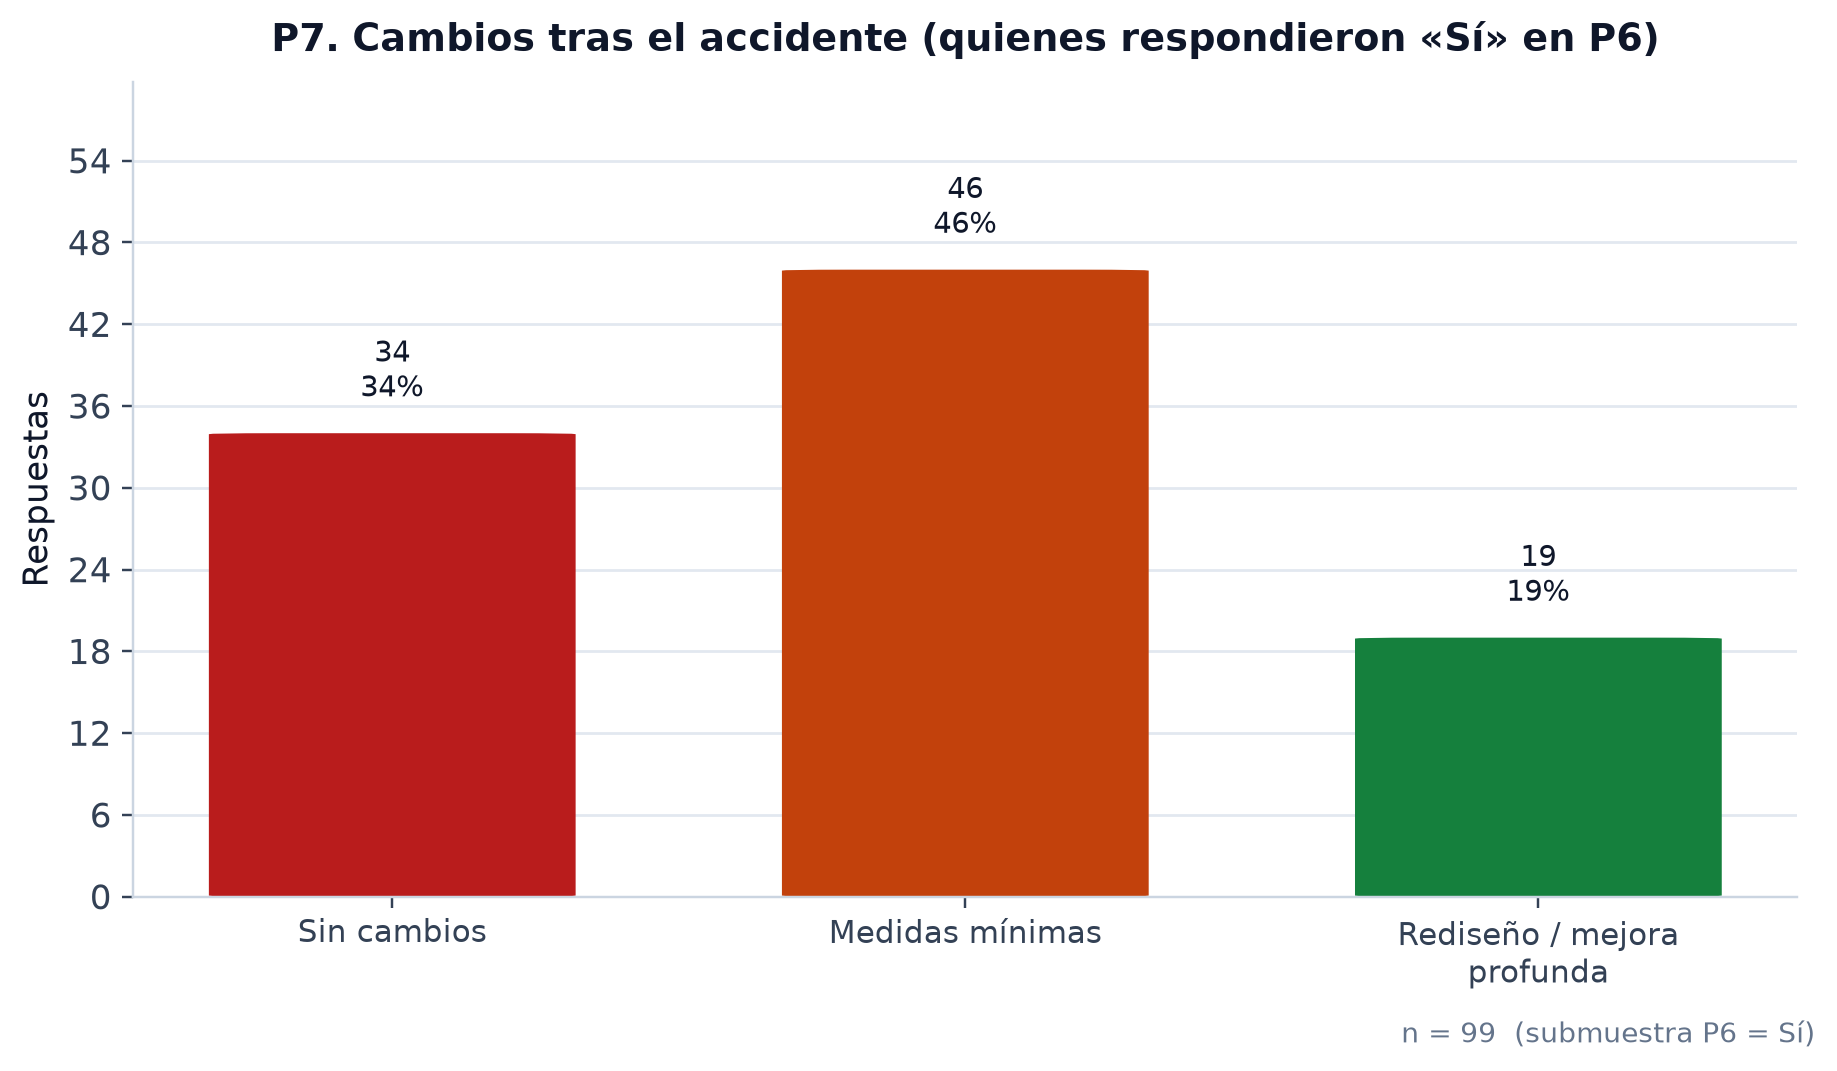 P7. Cambios tras el accidente (quienes respondieron «Sí» en P6)
Respuestas
54
48
42
36
30
24
18
12
6
0
34
34%
46
46%
19
19%
Sin cambios
Medidas mínimas
Rediseño / mejora
profunda
n = 99 (submuestra P6 = Sí)